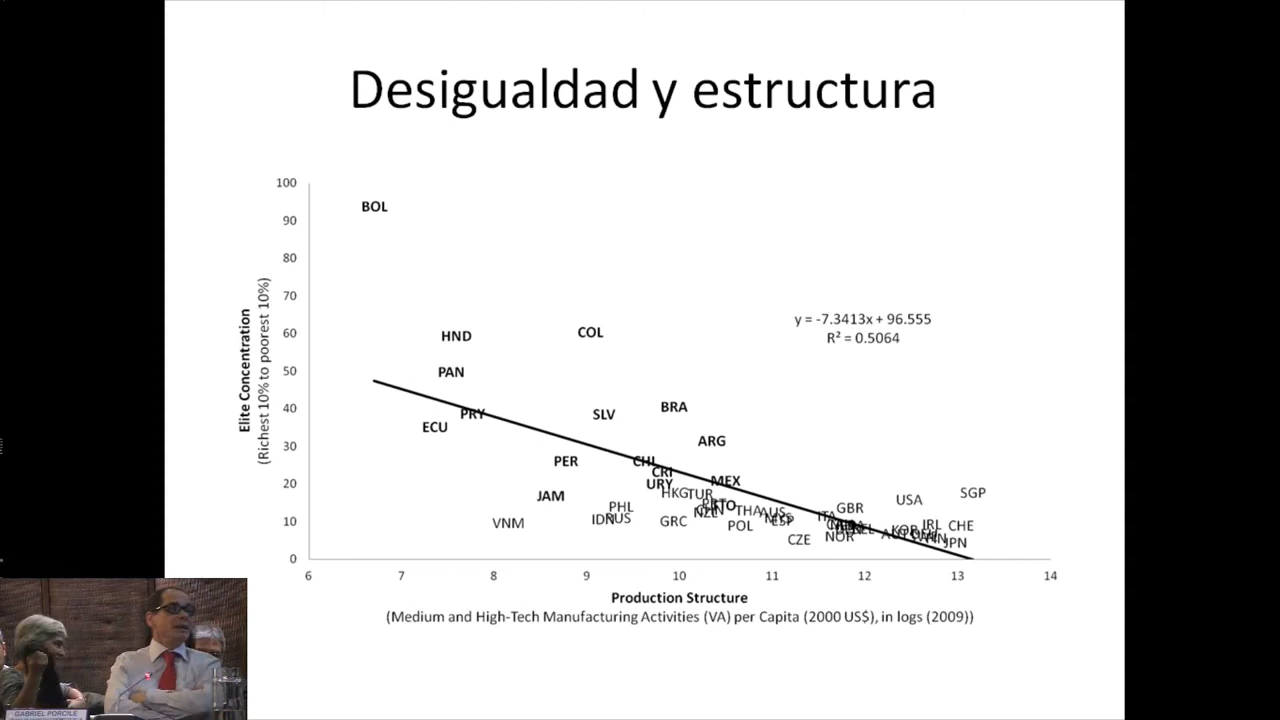 Desigualdad y estructura
100
90
80
70
60
50
40
30
20
10
0
Elite Concentration
(Richest 10% to poorest 10%)
BOL
HND
COL
PAN
PRY
ECU
SLV
BRA
ARG
PER
CHL
CRI
URY
MEX
JAM
HKG
TUR
TTO
PHL
RUS
IDN
VNM
NZL
GRC
THA
AUS
MYS
ESP
POL
CZE
ITA
GBR
NOR
USA
SGP
KOR
IRL
CHE
JPN
y = -7.3413x + 96.555
R² = 0.5064
6 7 8 9 10 11 12 13 14
Production Structure
(Medium and High-Tech Manufacturing Activities (VA) per Capita (2000 US$), in logs (2009))
GABRIEL PORCILE